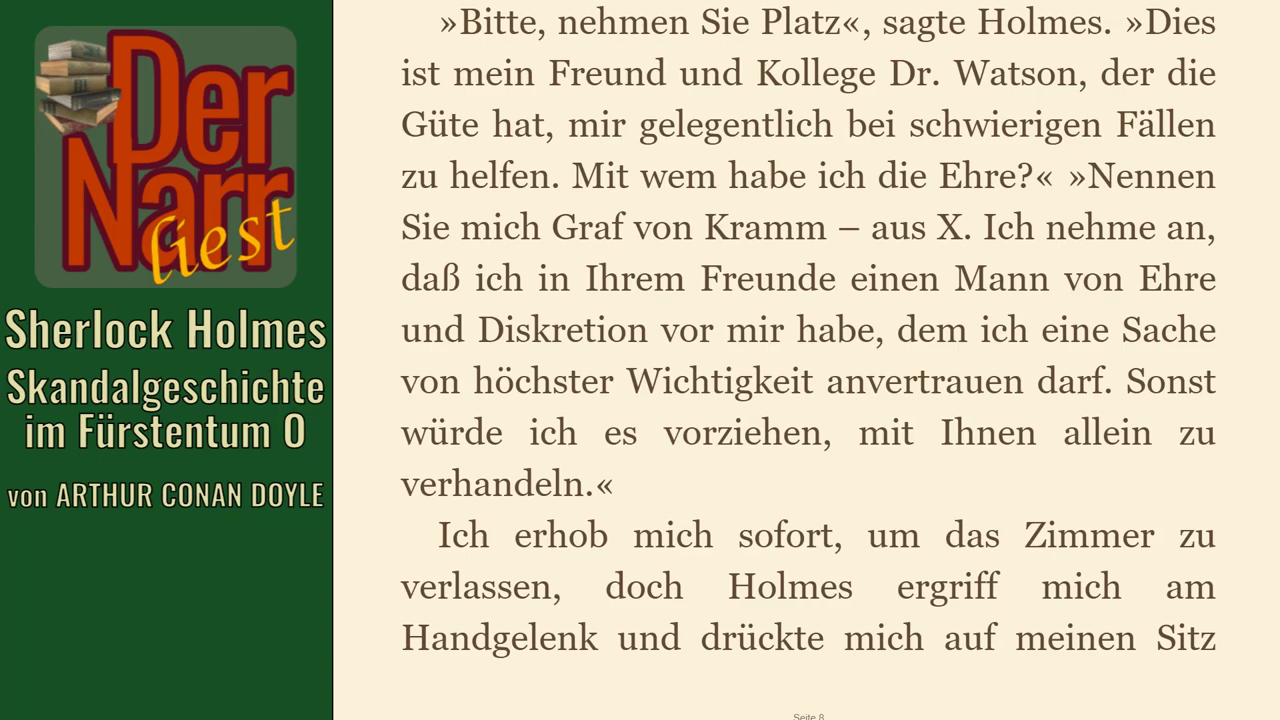 Der
Narr
liest
Sherlock Holmes
Skandalgeschichte
im Fürstentum O
von ARTHUR CONAN DOYLE
»Bitte, nehmen Sie Platz«, sagte Holmes. »Dies
ist mein Freund und Kollege Dr. Watson, der die
Güte hat, mir gelegentlich bei schwierigen Fällen
zu helfen. Mit wem habe ich die Ehre?« »Nennen
Sie mich Graf von Kramm – aus X. Ich nehme an,
daß ich in Ihrem Freunde einen Mann von Ehre
und Diskretion vor mir habe, dem ich eine Sache
von höchster Wichtigkeit anvertrauen darf. Sonst
würde ich es vorziehen, mit Ihnen allein zu
verhandeln.«
Ich erhob mich sofort, um das Zimmer zu
verlassen, doch Holmes ergriff mich am
Handgelenk und drückte mich auf meinen Sitz
Seite 8